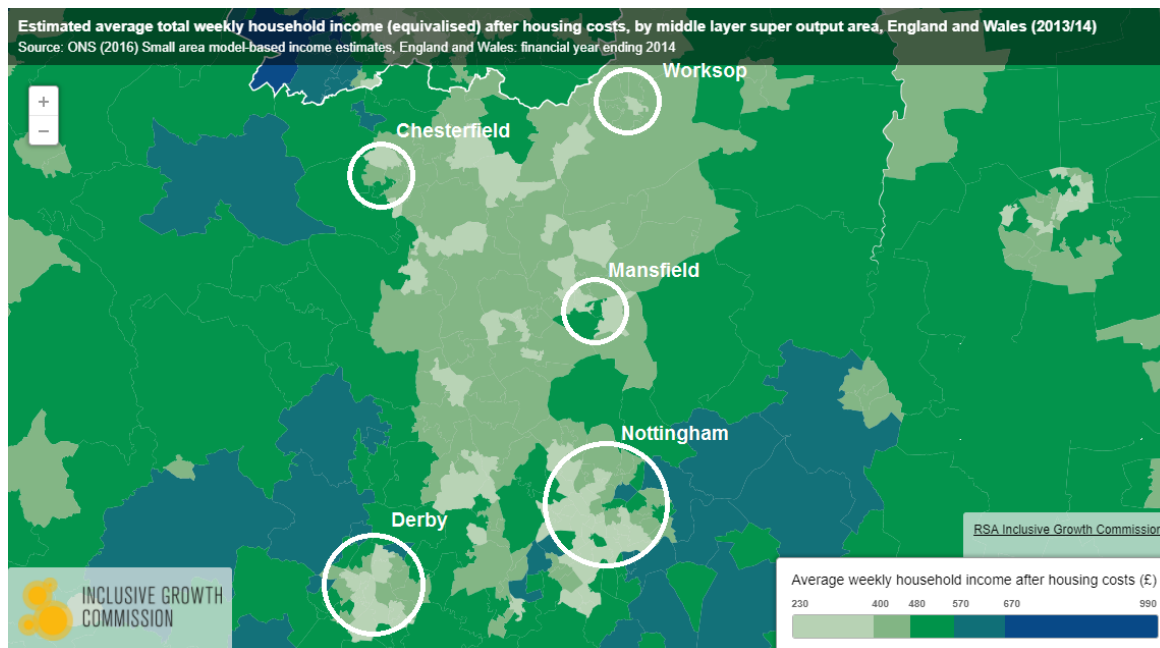 Estimated average total weekly household income (equivalised) after housing costs, by middle layer super output area, England and Wales (2013/14)
Source: ONS (2016) Small area model-based income estimates, England and Wales: financial year ending 2014
+
−
Worksop
Chesterfield
Mansfield
Nottingham
Derby
RSA Inclusive Growth Commission
INCLUSIVE GROWTH
COMMISSION
Average weekly household income after housing costs (£)
230 400 480 570 670 990